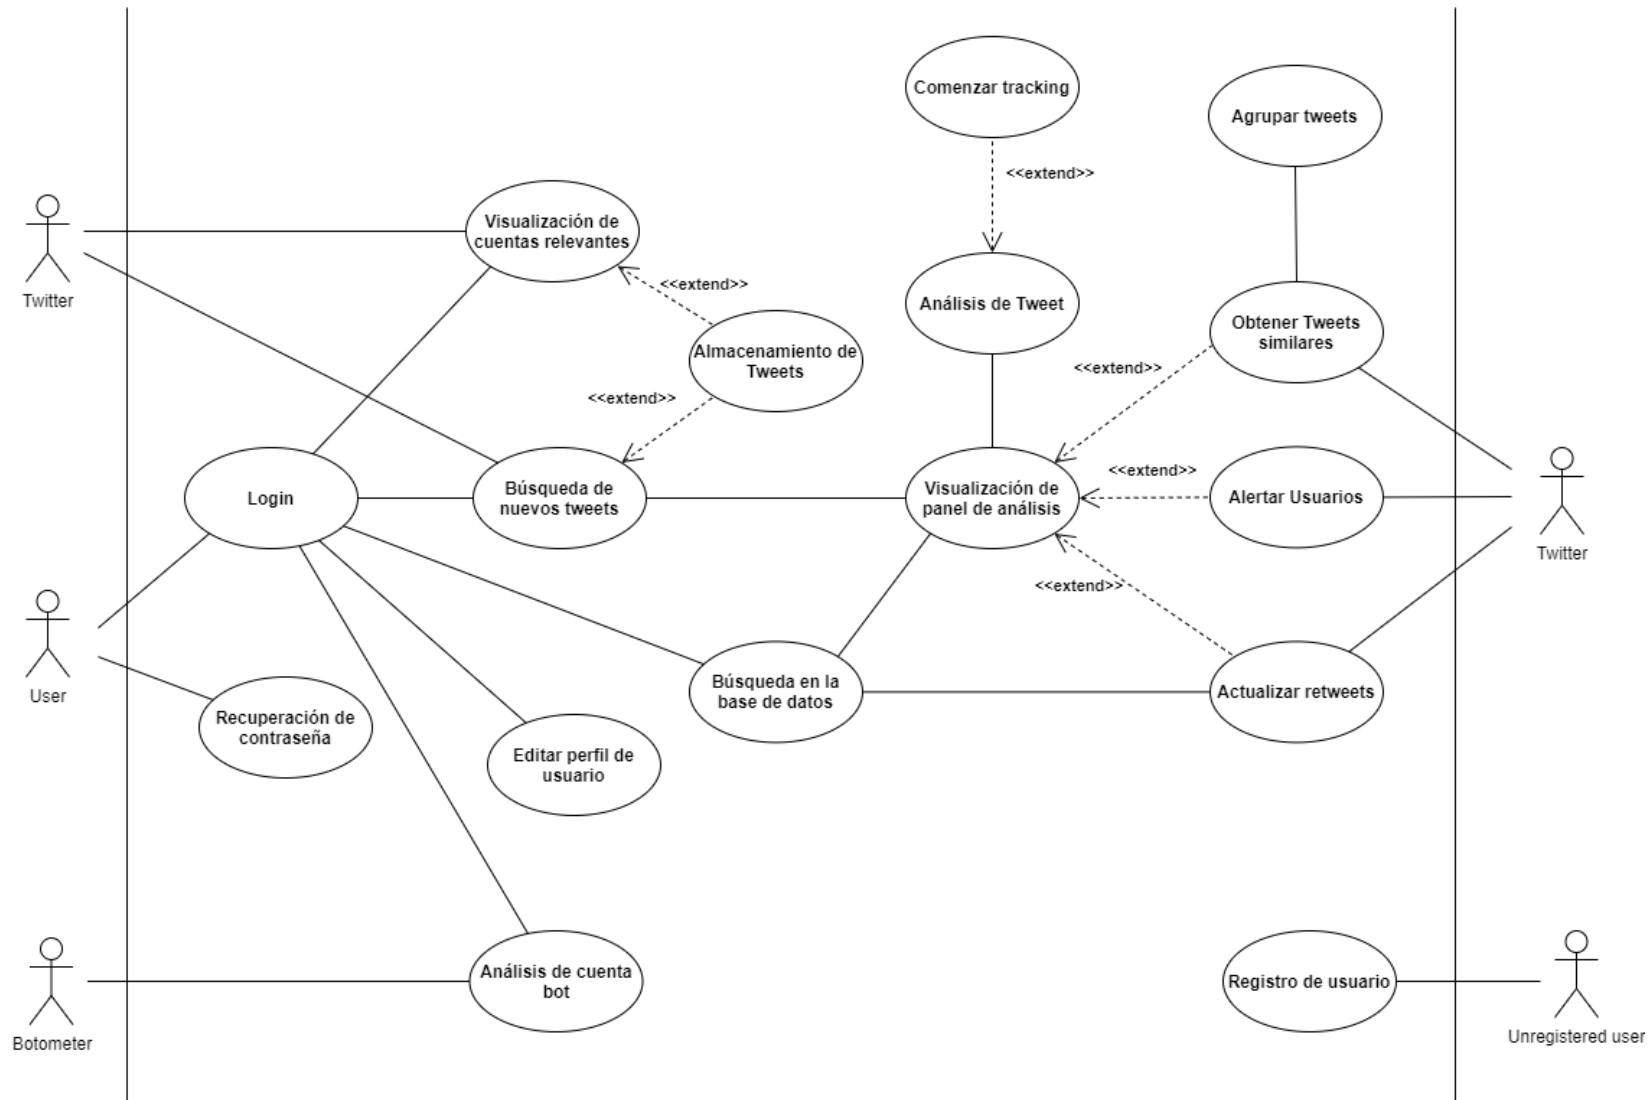 Comenzar tracking
Agrupar tweets
<<extend>>
Visualización de
cuentas relevantes
<<extend>>
Twitter
Análisis de Tweet
Obtener Tweets
similares
Almacenamiento de
Tweets
<<extend>>
<<extend>>
Login
Búsqueda de
nuevos tweets
Visualización de
panel de análisis
<<extend>>
Alertar Usuarios
Twitter
<<extend>>
User
Recuperación de
contraseña
Búsqueda en la
base de datos
Actualizar retweets
Editar perfil de
usuario
Análisis de cuenta
bot
Registro de usuario
Botometer
Unregistered user